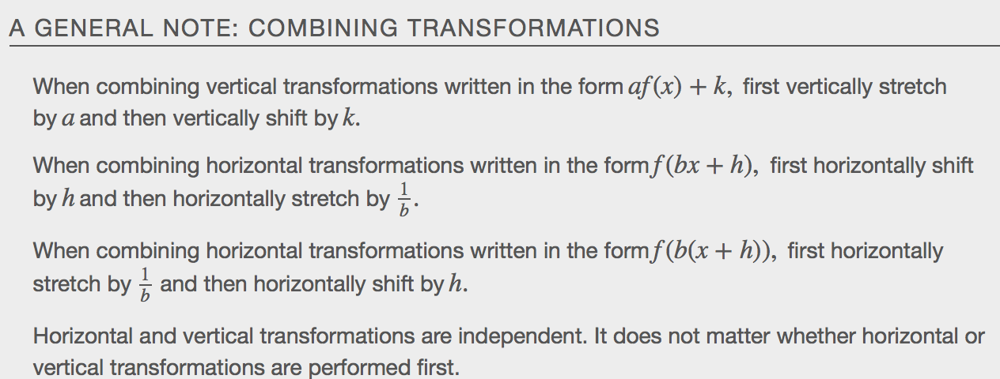 A GENERAL NOTE: COMBINING TRANSFORMATIONS
When combining vertical transformations written in the form af(x) + k, first vertically stretch
by a and then vertically shift by k.
When combining horizontal transformations written in the form f(bx + h), first horizontally shift
by h and then horizontally stretch by 1/b.
When combining horizontal transformations written in the form f(b(x + h)), first horizontally
stretch by 1/b and then horizontally shift by h.
Horizontal and vertical transformations are independent. It does not matter whether horizontal or
vertical transformations are performed first.